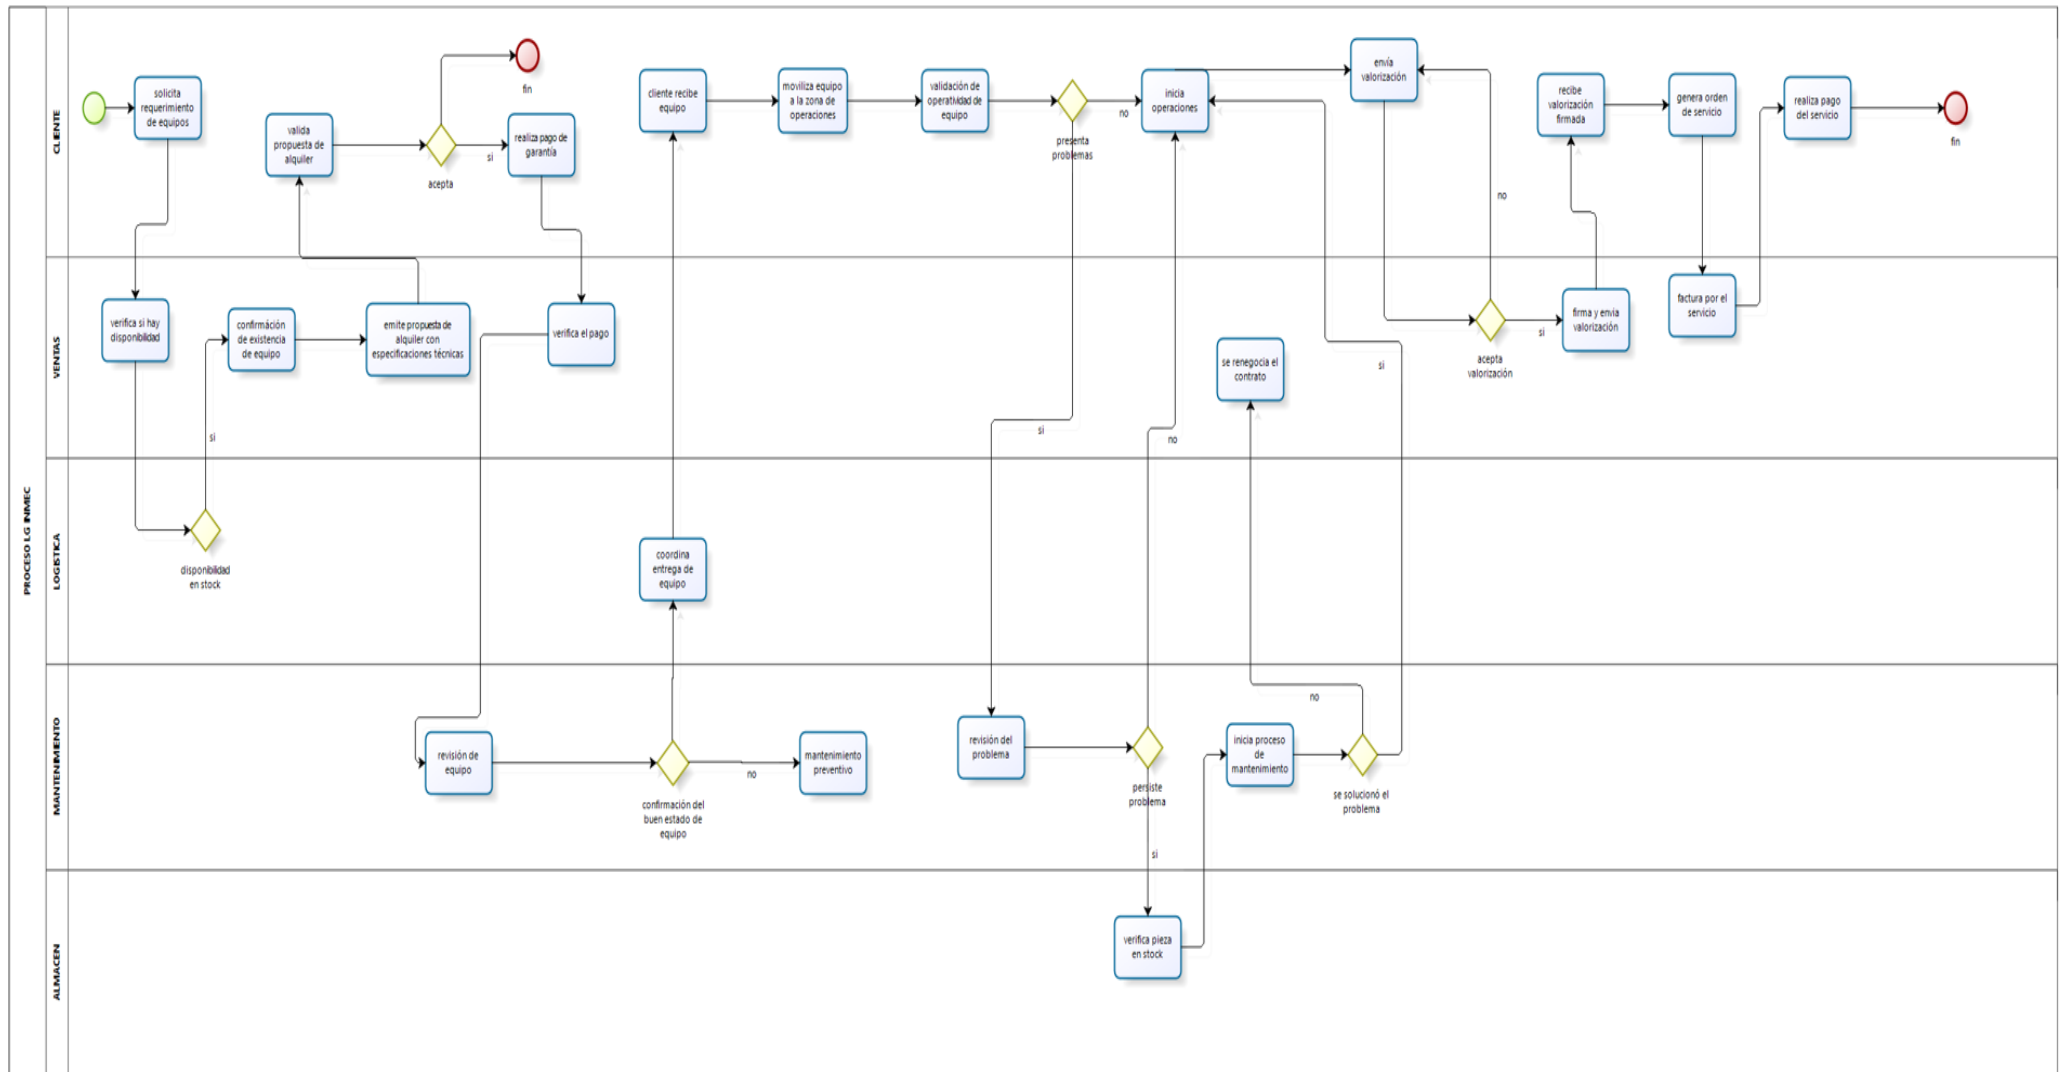 PROCESO LG INMEC
CLIENTE
solicita
requerimiento
de equipos
valida
propuesta de
alquiler
acepta
si
fin
realiza pago de
garantía
cliente recibe
equipo
moviliza equipo
a la zona de
operaciones
validación de
operatividad de
equipo
presenta
problemas
no
inicia
operaciones
envía
valorización
no
recibe
valorización
firmada
genera orden
de servicio
realiza pago
del servicio
fin
VENTAS
verifica si hay
disponibilidad
confirmáción
de existencia
de equipo
si
emite propuesta de
alquiler con
especificaciones técnicas
verifica el pago
si
no
se renegocia el
contrato
si
acepta
valorización
si
firma y envia
valorización
factura por el
servicio
LOGISTICA
disponibilidad
en stock
coordina
entrega de
equipo
MANTENIMIENTO
revisión de
equipo
confirmación del
buen estado de
equipo
no
mantenimiento
preventivo
revisión del
problema
persiste
problema
si
inicia proceso
de
mantenimiento
no
se solucionó el
problema
ALMACEN
verifica pieza
en stock